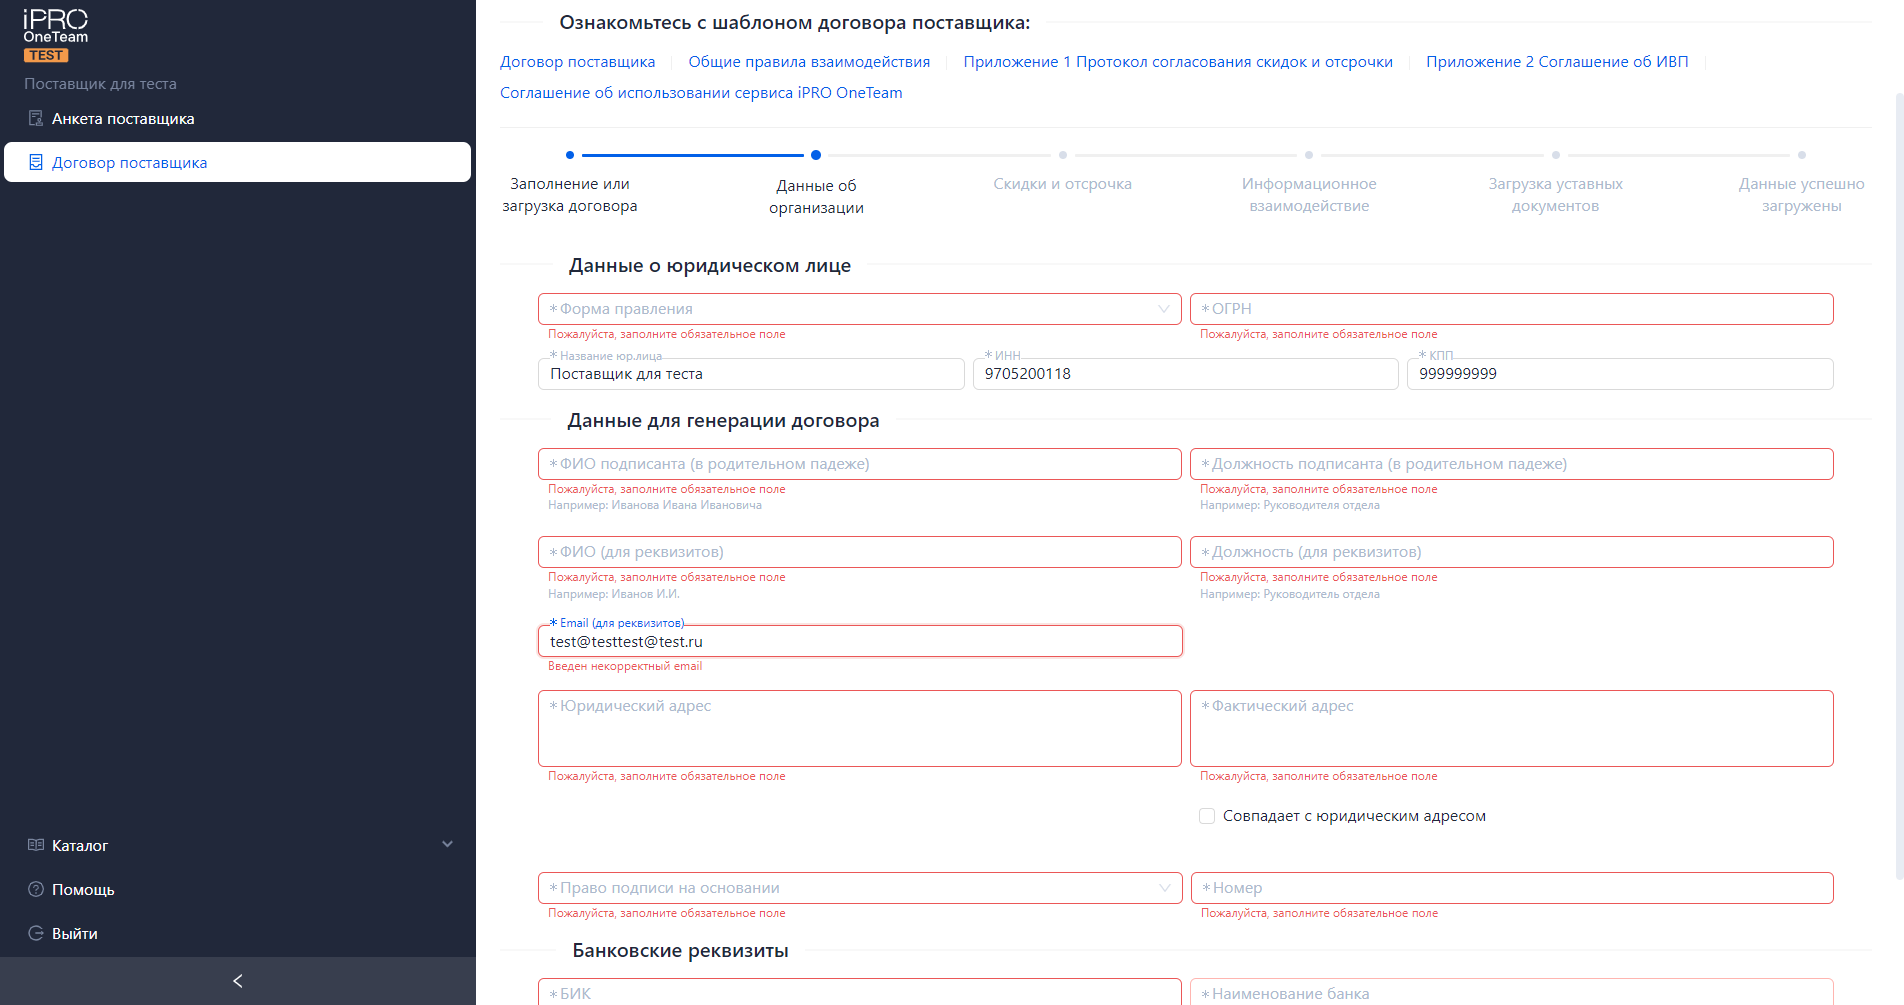 iPRO
OneTeam
TEST
Поставщик для теста
Анкета поставщика
Договор поставщика
Каталог
Помощь
Выйти
Ознакомьтесь с шаблоном договора поставщика:
Договор поставщика
Общие правила взаимодействия
Приложение 1 Протокол согласования скидок и отсрочки
Приложение 2 Соглашение об ИВП
Соглашение об использовании сервиса iPRO OneTeam
Заполнение или
загрузка договора
Данные об
организации
Скидки и отсрочка
Информационное
взаимодействие
Загрузка уставных
документов
Данные успешно
загружены
Данные о юридическом лице
* Форма правления
* ОГРН
Пожалуйста, заполните обязательное поле
Пожалуйста, заполните обязательное поле
* Название юр.лица
* ИНН
* КПП
Поставщик для теста
9705200118
999999999
Данные для генерации договора
* ФИО подписанта (в родительном падеже)
* Должность подписанта (в родительном падеже)
Пожалуйста, заполните обязательное поле
Пожалуйста, заполните обязательное поле
Например: Иванова Ивана Ивановича
Например: Руководителя отдела
* ФИО (для реквизитов)
* Должность (для реквизитов)
Пожалуйста, заполните обязательное поле
Пожалуйста, заполните обязательное поле
Например: Иванов И.И.
Например: Руководитель отдела
* Email (для реквизитов)
test@testtest@test.ru
Введен некорректный email
* Юридический адрес
* Фактический адрес
Пожалуйста, заполните обязательное поле
Пожалуйста, заполните обязательное поле
Совпадает с юридическим адресом
* Право подписи на основании
* Номер
Пожалуйста, заполните обязательное поле
Пожалуйста, заполните обязательное поле
Банковские реквизиты
* БИК
* Наименование банка